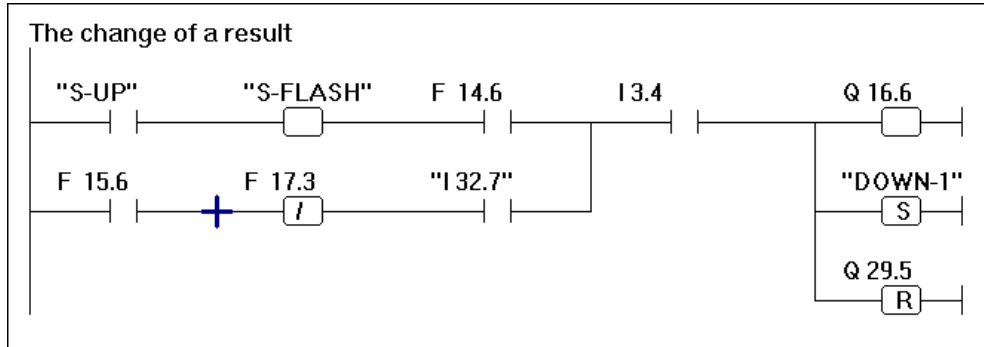 The change of a result
"S-UP" "S-FLASH" F 14.6 I 3.4 Q 16.6
F 15.6 F 17.3 "I 32.7" "DOWN-1"
/ S
Q 29.5
R